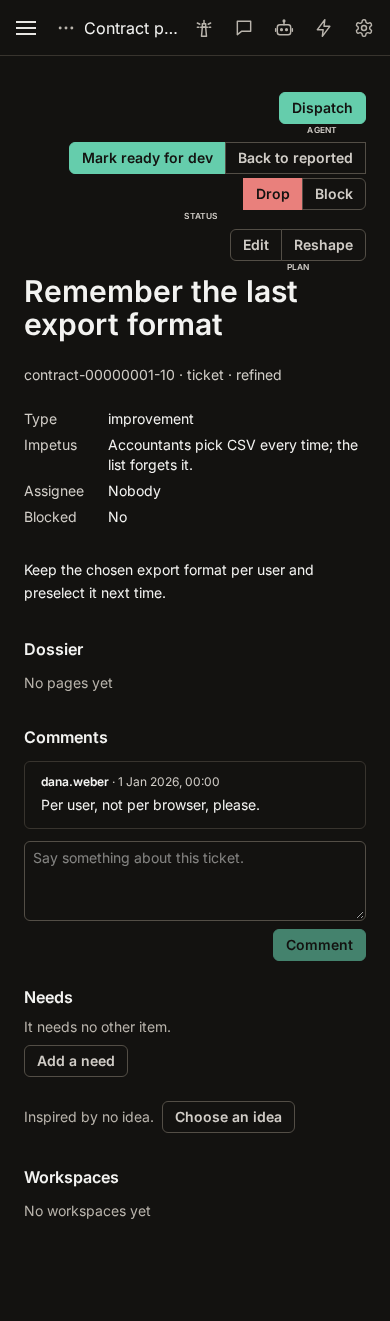 Contract p...
Dispatch
AGENT
Mark ready for dev
Back to reported
Drop
Block
STATUS
Edit
Reshape
PLAN
Remember the last
export format
contract-00000001-10 · ticket · refined
Type improvement
Impetus Accountants pick CSV every time; the
list forgets it.
Assignee Nobody
Blocked No
Keep the chosen export format per user and
preselect it next time.
Dossier
No pages yet
Comments
dana.weber · 1 Jan 2026, 00:00
Per user, not per browser, please.
Say something about this ticket.
Comment
Needs
It needs no other item.
Add a need
Inspired by no idea. Choose an idea
Workspaces
No workspaces yet